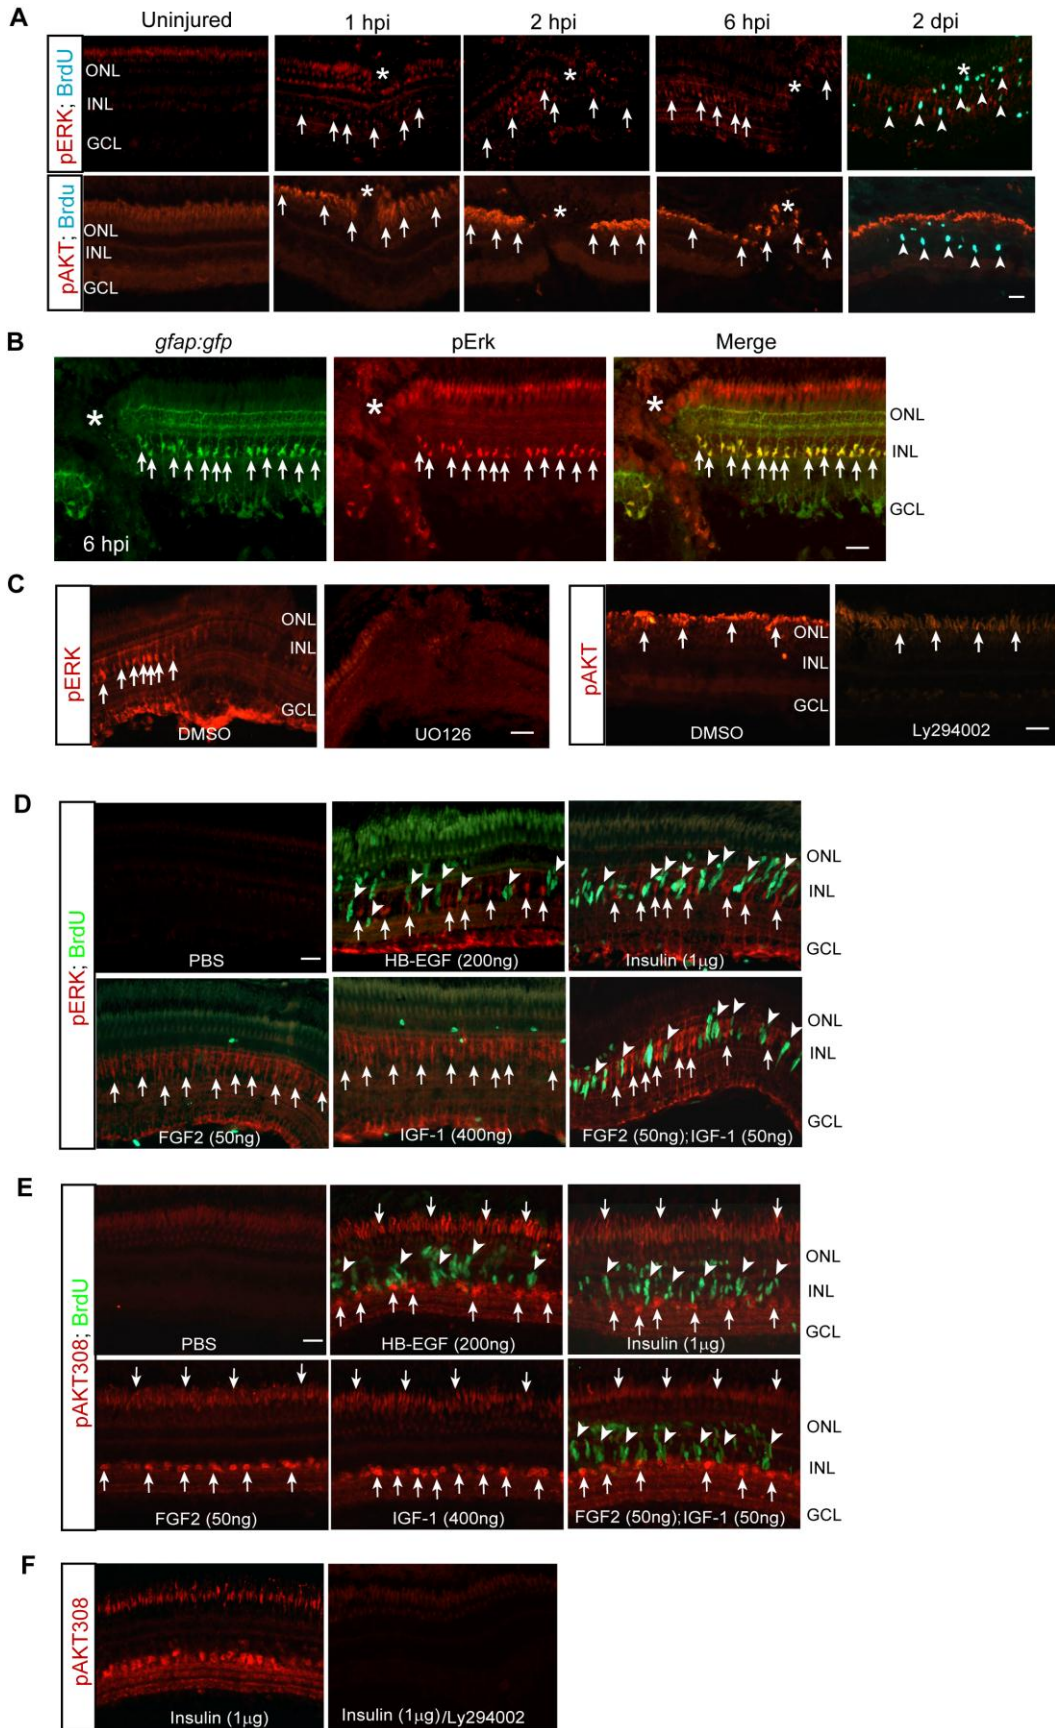 A
Uninjured 1 hpi 2 hpi 6 hpi 2 dpi
pERK; BrdU
ONL
INL
GCL
* * * *
pAKT; Brdu
ONL
INL
GCL
* * *
B
gfap:gfp pErk Merge
* * *
ONL
INL
GCL
6 hpi
C
pERK
ONL
INL
GCL
DMSO UO126
pAKT
ONL
INL
GCL
DMSO Ly294002
D
pERK; BrdU
ONL
INL
GCL
PBS HB-EGF (200ng) Insulin (1µg)
ONL
INL
GCL
FGF2 (50ng) IGF-1 (400ng) FGF2 (50ng);IGF-1 (50ng)
E
pAKT308; BrdU
ONL
INL
GCL
PBS HB-EGF (200ng) Insulin (1µg)
ONL
INL
GCL
FGF2 (50ng) IGF-1 (400ng) FGF2 (50ng);IGF-1 (50ng)
F
pAKT308
Insulin (1µg) Insulin (1µg)/Ly294002